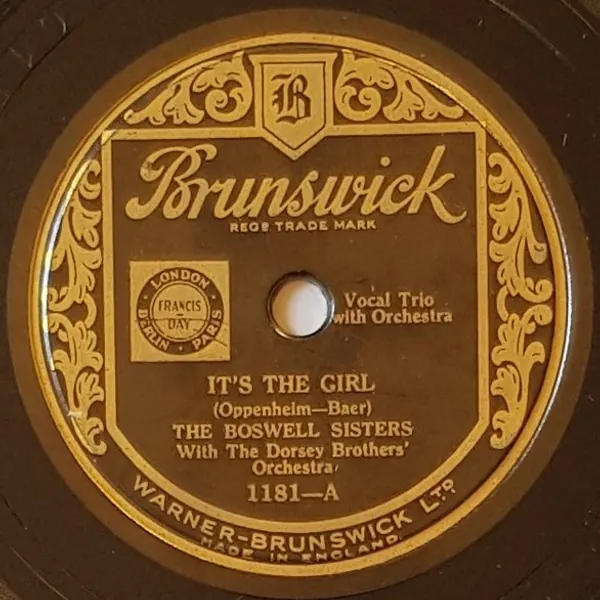 B
Brunswick
REGD TRADE MARK
LONDON
FRANCIS
DAY
BERLIN · PARIS
Vocal Trio
with Orchestra
IT'S THE GIRL
(Oppenheim—Baer)
THE BOSWELL SISTERS
With The Dorsey Brothers'
Orchestra
1181—A
WARNER-BRUNSWICK LTD.
MADE IN ENGLAND